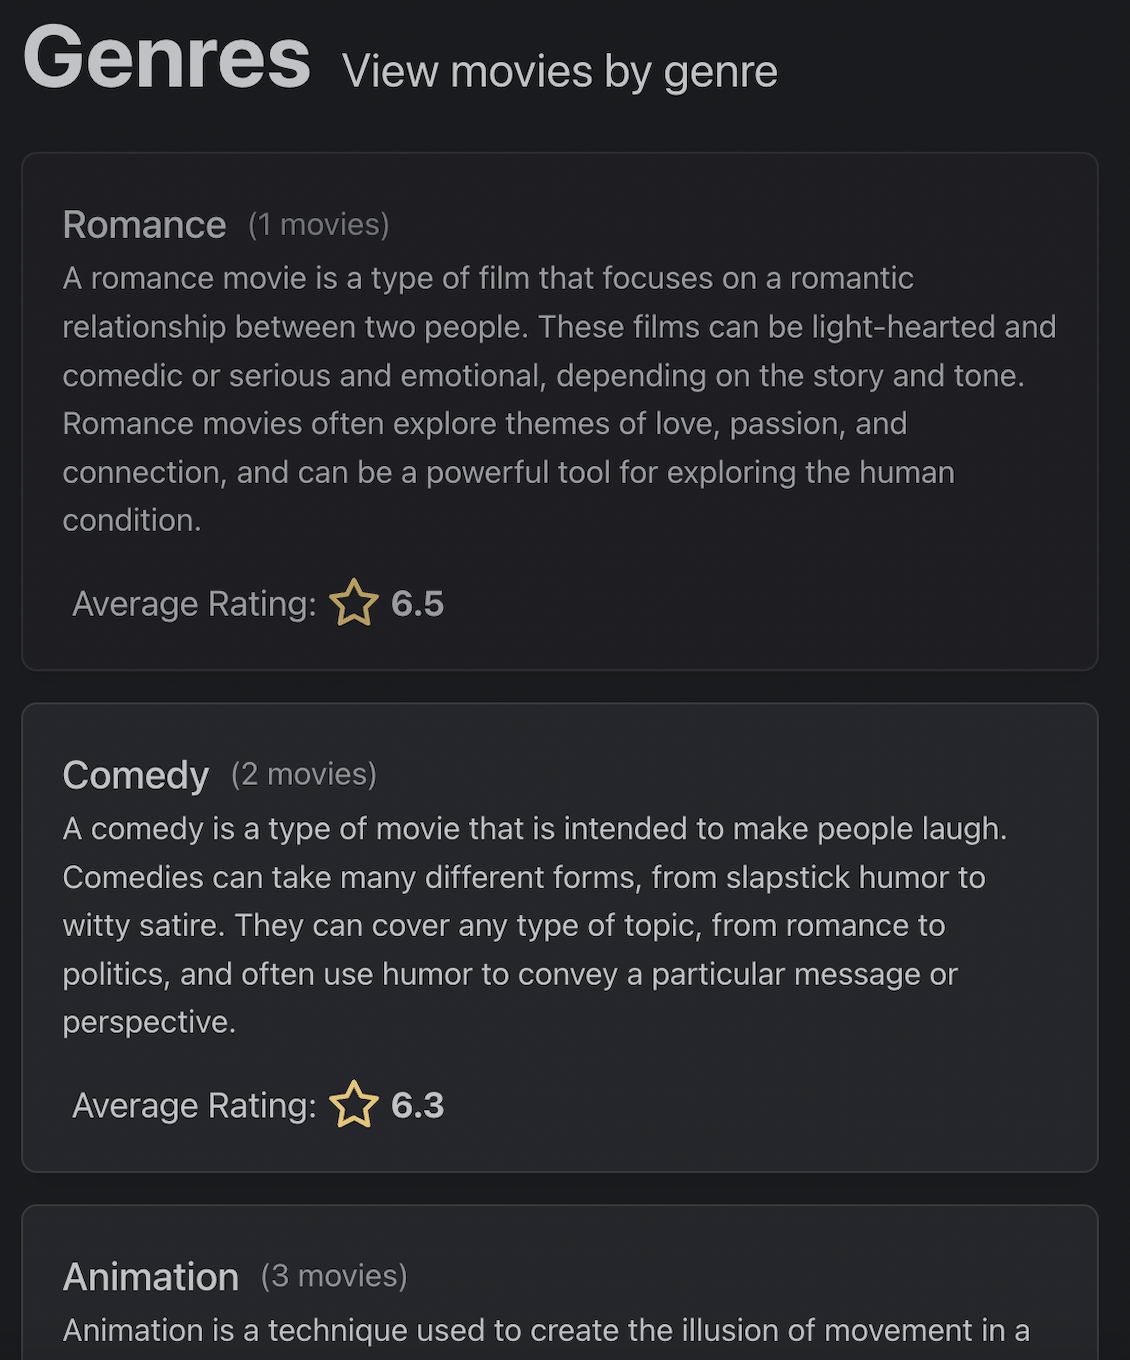 Genres View movies by genre
Romance (1 movies)
A romance movie is a type of film that focuses on a romantic
relationship between two people. These films can be light-hearted and
comedic or serious and emotional, depending on the story and tone.
Romance movies often explore themes of love, passion, and
connection, and can be a powerful tool for exploring the human
condition.
Average Rating: 6.5
Comedy (2 movies)
A comedy is a type of movie that is intended to make people laugh.
Comedies can take many different forms, from slapstick humor to
witty satire. They can cover any type of topic, from romance to
politics, and often use humor to convey a particular message or
perspective.
Average Rating: 6.3
Animation (3 movies)
Animation is a technique used to create the illusion of movement in a